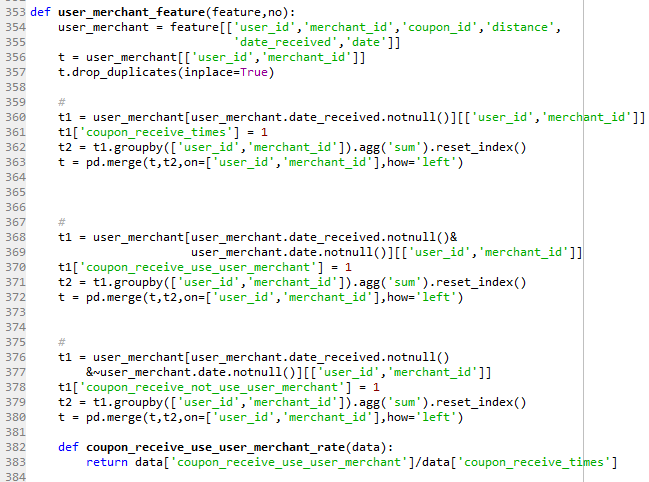 353 def user_merchant_feature(feature,no):
354     user_merchant = feature[['user_id','merchant_id','coupon_id','distance',
355                              'date_received','date']]
356     t = user_merchant[['user_id','merchant_id']]
357     t.drop_duplicates(inplace=True)
358
359     #
360     t1 = user_merchant[user_merchant.date_received.notnull()][['user_id','merchant_id']]
361     t1['coupon_receive_times'] = 1
362     t2 = t1.groupby(['user_id','merchant_id']).agg('sum').reset_index()
363     t = pd.merge(t,t2,on=['user_id','merchant_id'],how='left')
364
365
366
367     #
368     t1 = user_merchant[user_merchant.date_received.notnull()&
369                        user_merchant.date.notnull()][['user_id','merchant_id']]
370     t1['coupon_receive_use_user_merchant'] = 1
371     t2 = t1.groupby(['user_id','merchant_id']).agg('sum').reset_index()
372     t = pd.merge(t,t2,on=['user_id','merchant_id'],how='left')
373
374
375     #
376     t1 = user_merchant[user_merchant.date_received.notnull()
377         &~user_merchant.date.notnull()][['user_id','merchant_id']]
378     t1['coupon_receive_not_use_user_merchant'] = 1
379     t2 = t1.groupby(['user_id','merchant_id']).agg('sum').reset_index()
380     t = pd.merge(t,t2,on=['user_id','merchant_id'],how='left')
381
382     def coupon_receive_use_user_merchant_rate(data):
383         return data['coupon_receive_use_user_merchant']/data['coupon_receive_times']
384